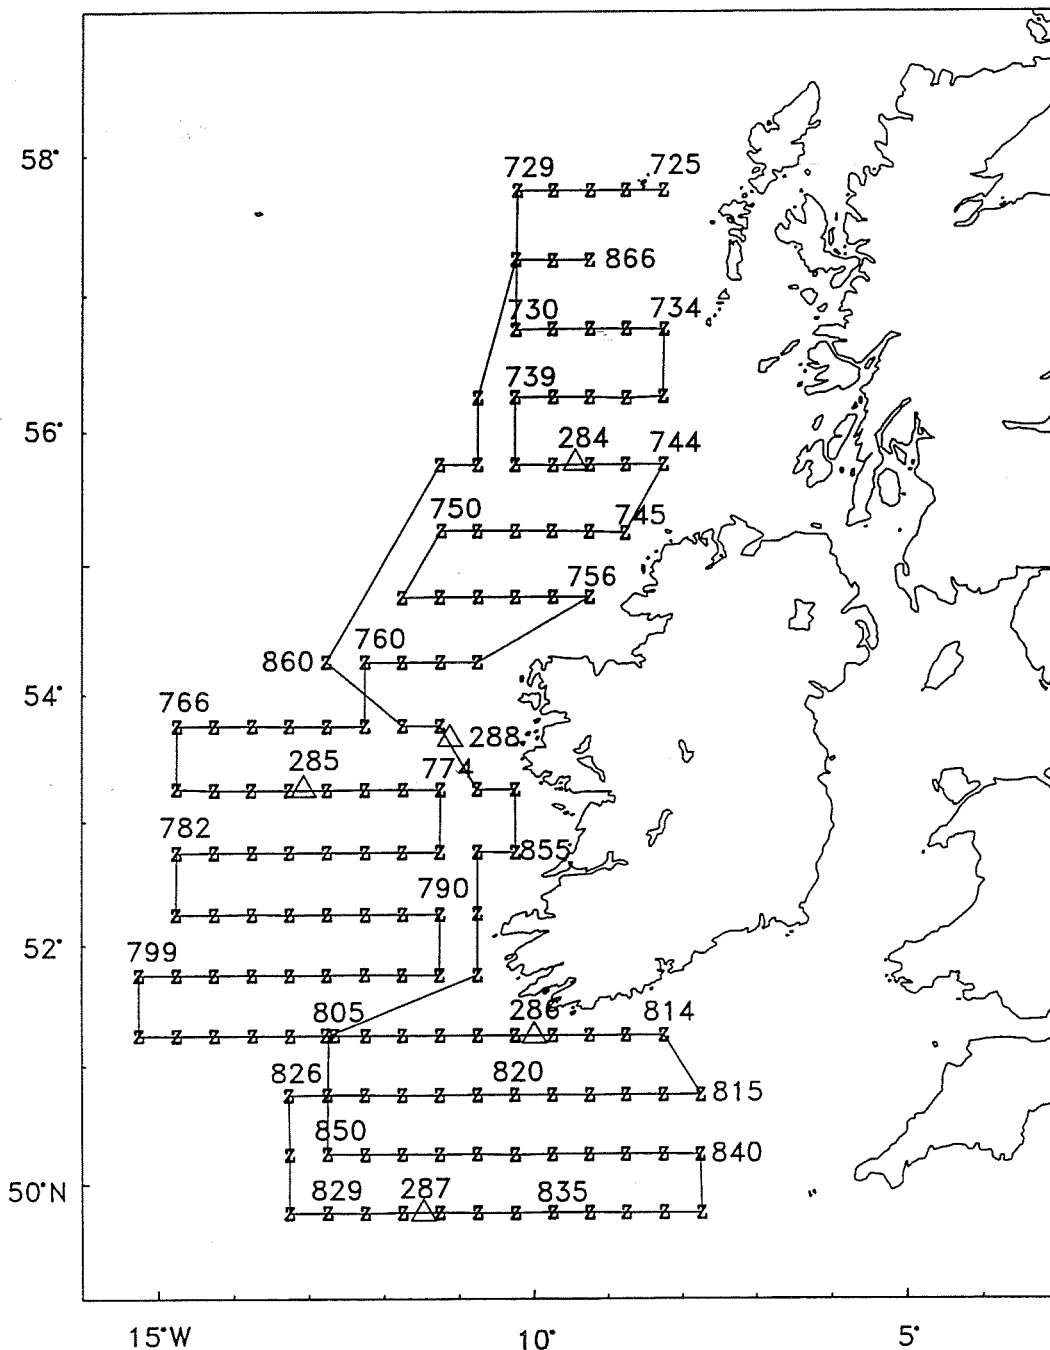 58°
729 725
Z Z Z Z Z
Z Z Z 866
730 734
Z Z Z Z Z
739
Z Z Z Z Z Z
56°
284 744
Z Z Z Z Z Z Z
750 745
Z Z Z Z Z Z
756
Z Z Z Z Z Z
760
860 Z Z Z Z Z
54°
766
Z Z Z Z Z Z Z Z 288
285 774
Z Z Z Z Z Z Z Z Z Z
782
Z Z Z Z Z Z Z Z Z Z 855
790
Z Z Z Z Z Z Z Z Z
52°
799
Z Z Z Z Z Z Z Z Z Z
805 286 814
Z Z Z Z Z Z Z Z Z Z Z Z Z Z Z Z
826 820
Z Z Z Z Z Z Z Z Z Z Z Z 815
850
Z Z Z Z Z Z Z Z Z Z Z Z 840
50°N
829 287 835
Z Z Z Z Z Z Z Z Z Z Z Z
15°W 10° 5°